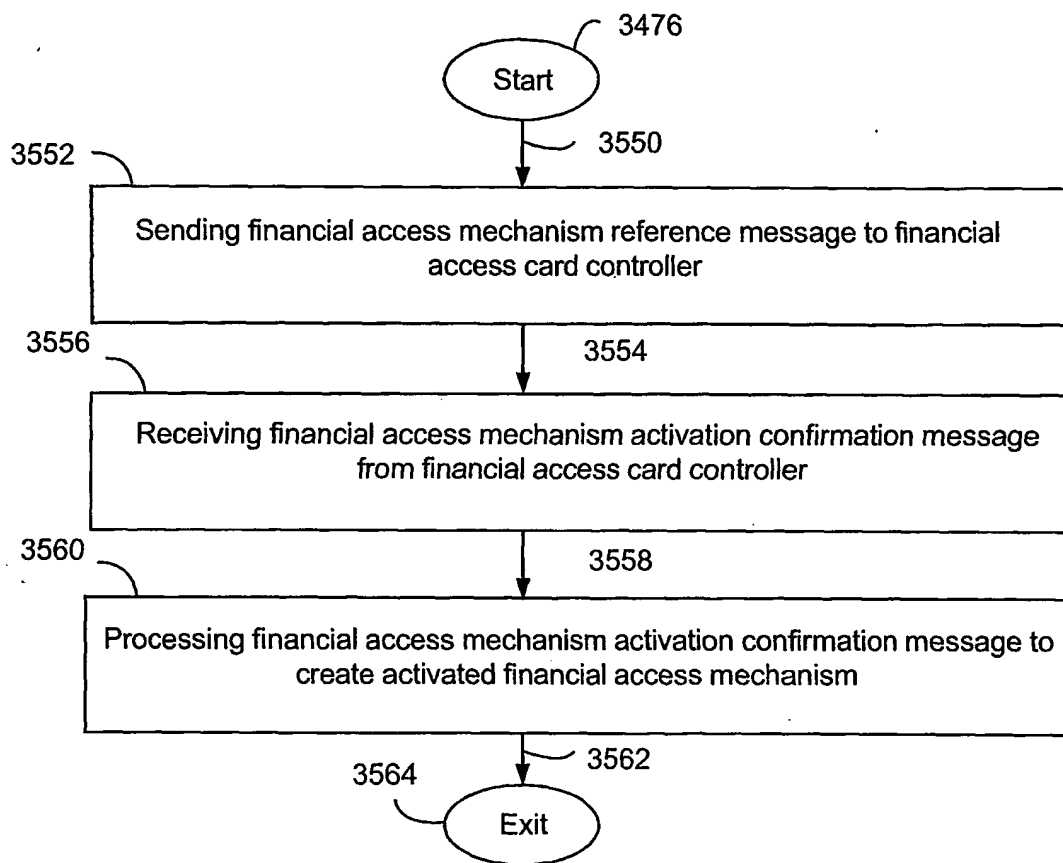 3476
Start
3550
3552
Sending financial access mechanism reference message to financial
access card controller
3554
3556
Receiving financial access mechanism activation confirmation message
from financial access card controller
3558
3560
Processing financial access mechanism activation confirmation message to
create activated financial access mechanism
3562
3564
Exit